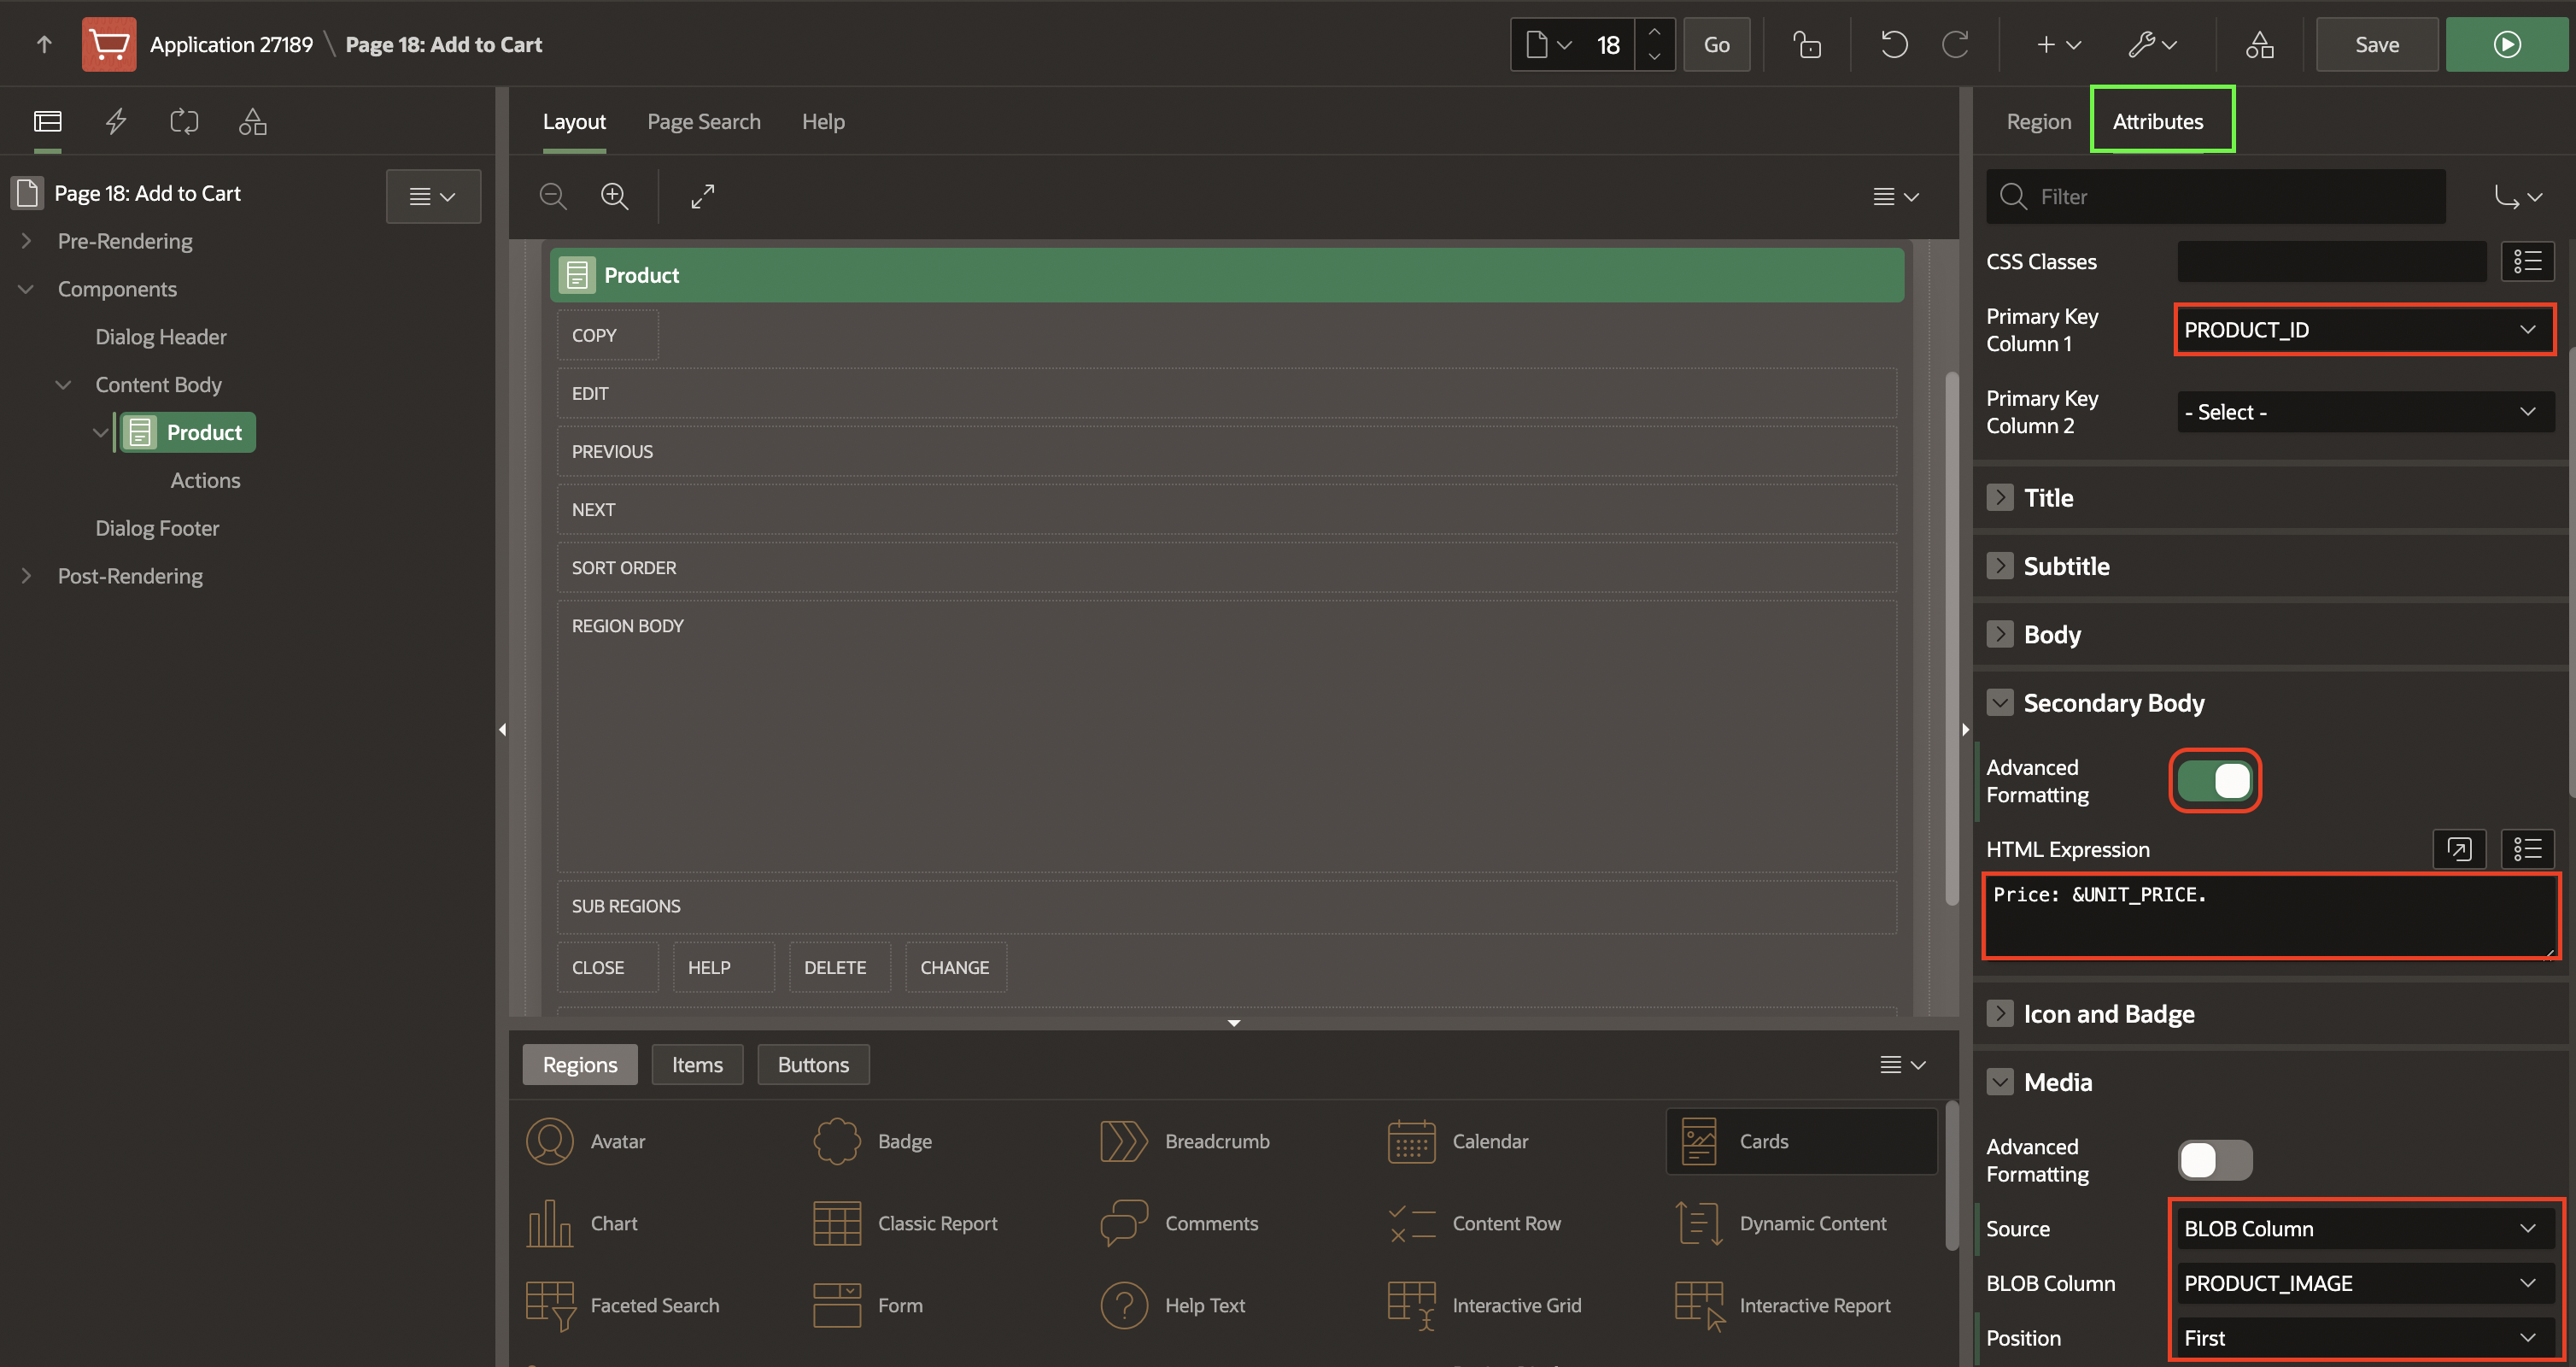 Application 27189 \ Page 18: Add to Cart
18
Go
Save
Page 18: Add to Cart
Pre-Rendering
Components
Dialog Header
Content Body
Product
Actions
Dialog Footer
Post-Rendering
Layout
Page Search
Help
Product
COPY
EDIT
PREVIOUS
NEXT
SORT ORDER
REGION BODY
SUB REGIONS
CLOSE
HELP
DELETE
CHANGE
Regions
Items
Buttons
Avatar
Badge
Breadcrumb
Calendar
Cards
Chart
Classic Report
Comments
Content Row
Dynamic Content
Faceted Search
Form
Help Text
Interactive Grid
Interactive Report
Region
Attributes
Filter
CSS Classes
Primary Key
Column 1
PRODUCT_ID
Primary Key
Column 2
- Select -
Title
Subtitle
Body
Secondary Body
Advanced
Formatting
HTML Expression
Price: &UNIT_PRICE.
Icon and Badge
Media
Advanced
Formatting
Source
BLOB Column
BLOB Column
PRODUCT_IMAGE
Position
First